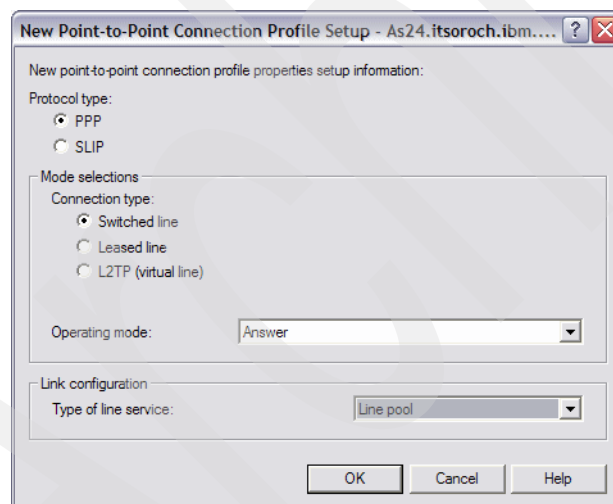 New Point-to-Point Connection Profile Setup - As24.itsoroch.ibm....
New point-to-point connection profile properties setup information:
Protocol type:
PPP
SLIP
Mode selections
Connection type:
Switched line
Leased line
L2TP (virtual line)
Operating mode: Answer
Link configuration
Type of line service: Line pool
OK Cancel Help